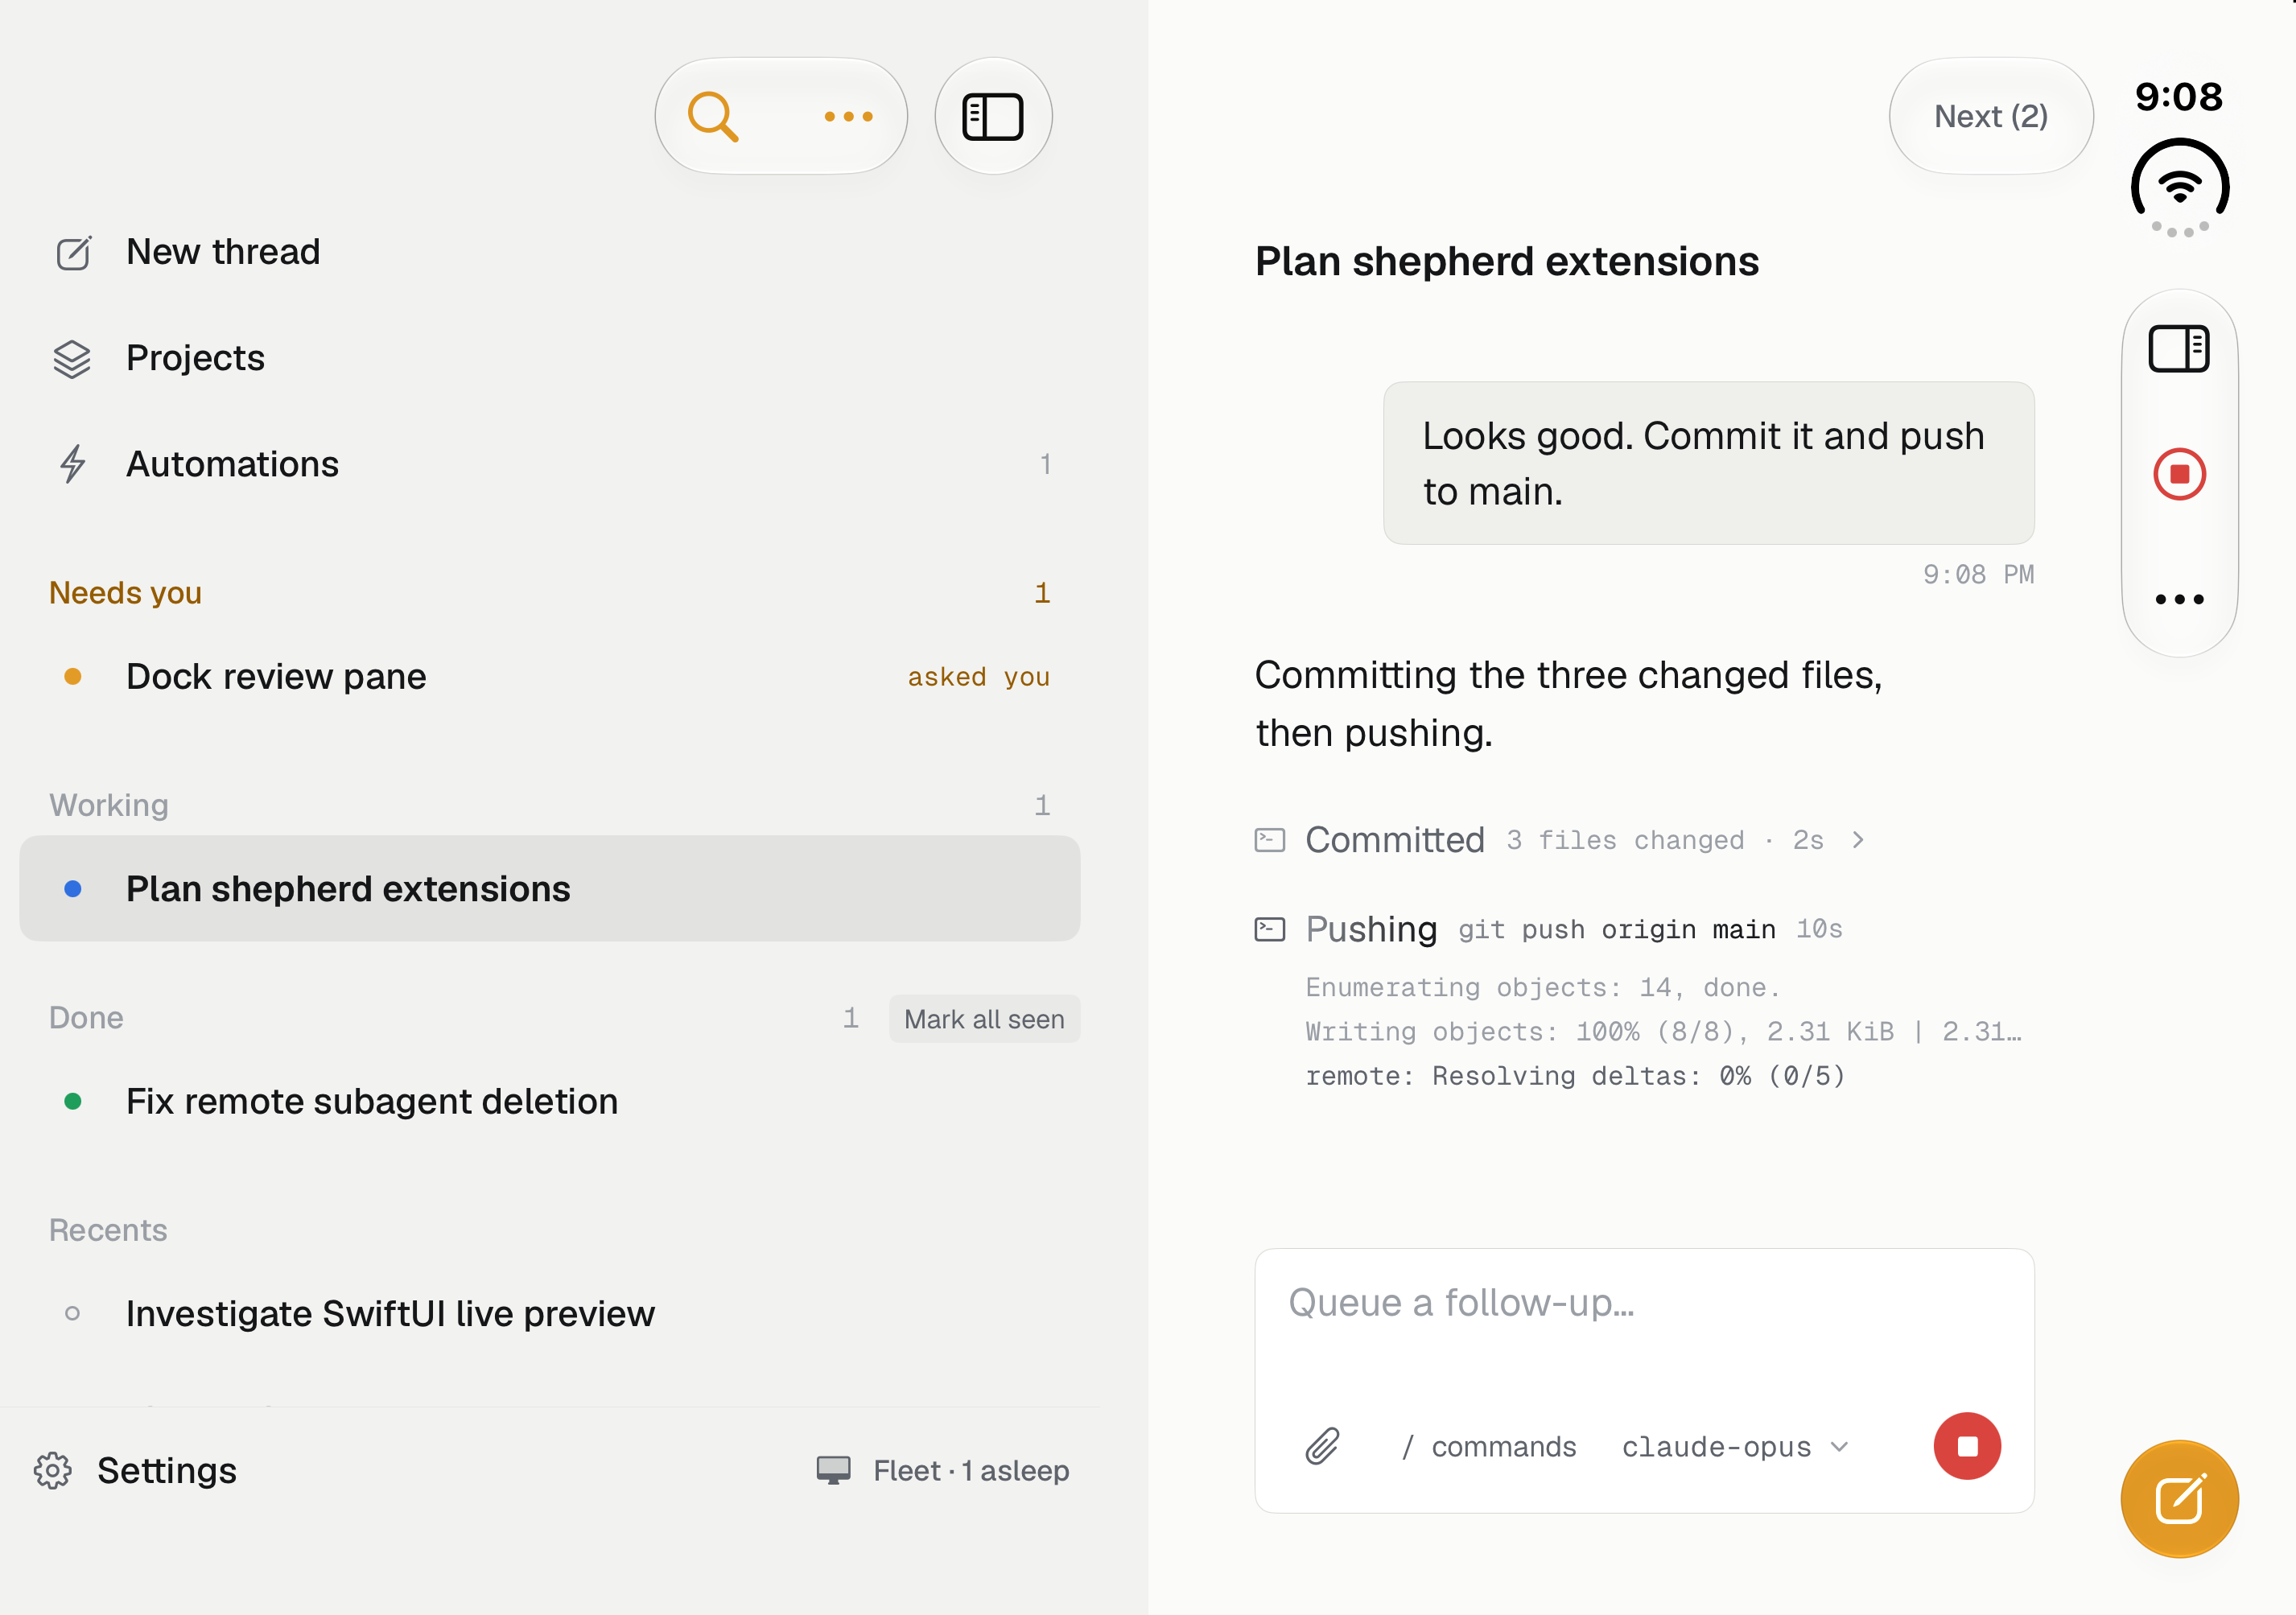 New thread
Projects
Automations 1
Needs you 1
Dock review pane asked you
Working 1
Plan shepherd extensions
Done 1 Mark all seen
Fix remote subagent deletion
Recents
Investigate SwiftUI live preview
Settings Fleet · 1 asleep
Next (2)
9:08
Plan shepherd extensions
Looks good. Commit it and push
to main.
9:08 PM
Committing the three changed files,
then pushing.
Committed 3 files changed · 2s
Pushing git push origin main 10s
Enumerating objects: 14, done.
Writing objects: 100% (8/8), 2.31 KiB | 2.31…
remote: Resolving deltas: 0% (0/5)
Queue a follow-up…
/ commands claude-opus